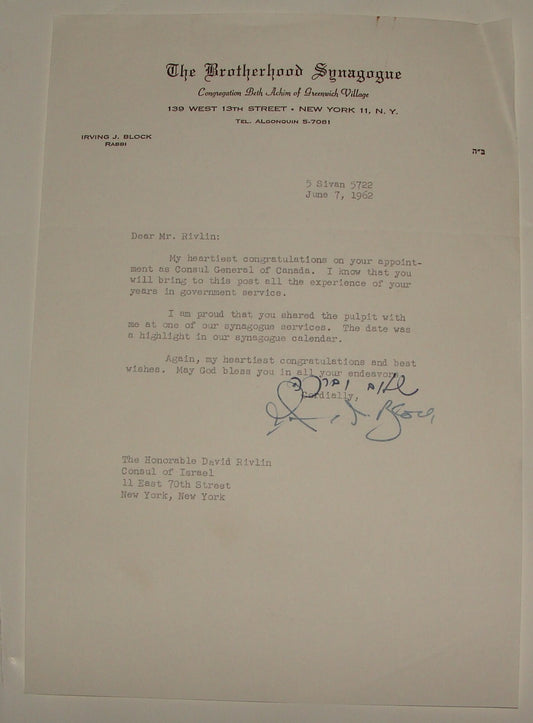 The Brotherhood Synagogue
Congregation Beth Achim of Greenwich Village
139 WEST 13TH STREET • NEW YORK 11, N. Y.
TEL. ALGONQUIN 5-7081
IRVING J. BLOCK
RABBI
ב״ה
5 Sivan 5722
June 7, 1962
Dear Mr. Rivlin:
My heartiest congratulations on your appoint-
ment as Consul General of Canada. I know that you
will bring to this post all the experience of your
years in government service.
I am proud that you shared the pulpit with
me at one of our synagogue services. The date was
a highlight in our synagogue calendar.
Again, my heartiest congratulations and best
wishes. May God bless you in all your endeavor
שלום וברכה
Cordially,
The Honorable David Rivlin
Consul of Israel
11 East 70th Street
New York, New York